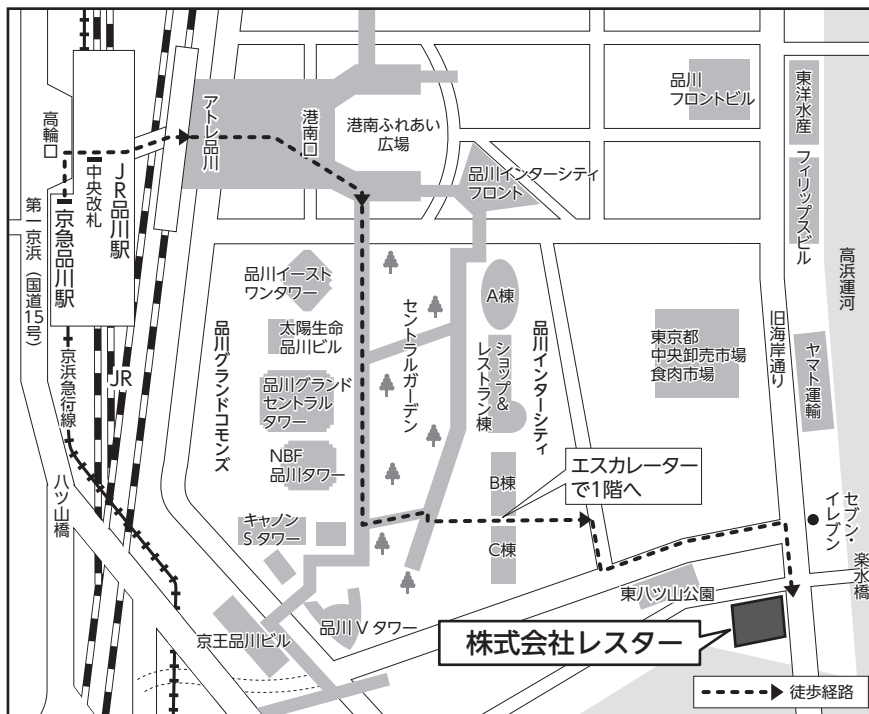 高輪口
中央改札
JR品川駅
京急品川駅
第一京浜（国道15号）
京浜急行線
JR
八ツ山橋
アトレ品川
港南口
港南ふれあい
広場
品川インターシティ
フロント
品川
フロントビル
東洋水産
フィリップスビル
高浜運河
品川イースト
ワンタワー
太陽生命
品川ビル
品川グランド
セントラル
タワー
NBF
品川タワー
キヤノン
S タワー
品川グランドコモンズ
セントラルガーデン
A棟
ショップ&
レストラン棟
B棟
C棟
品川インターシティ
東京都
中央卸売市場
食肉市場
旧海岸通り
ヤマト運輸
エスカレーター
で1階へ
セブン-
イレブン
楽水橋
東八ツ山公園
京王品川ビル
品川 V タワー
株式会社レスター
徒歩経路